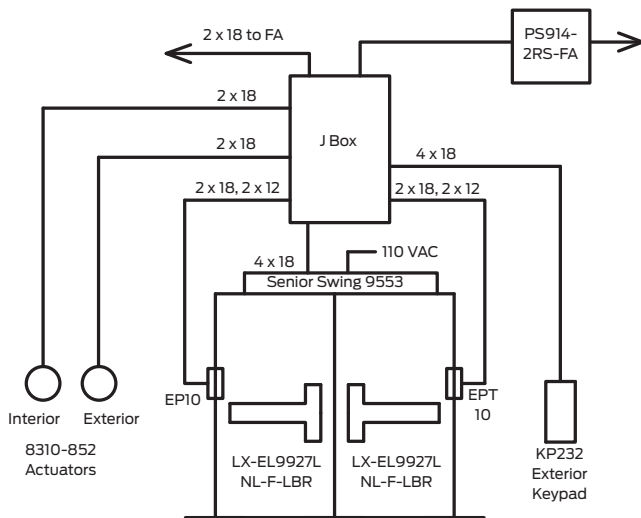 2 x 18 to FA
PS914-
2RS-FA
2 x 18
J Box
2 x 18
4 x 18
2 x 18, 2 x 12
2 x 18, 2 x 12
4 x 18
110 VAC
Senior Swing 9553
EP10
EPT
10
Interior
Exterior
8310-852
Actuators
LX-EL9927L
NL-F-LBR
LX-EL9927L
NL-F-LBR
KP232
Exterior
Keypad